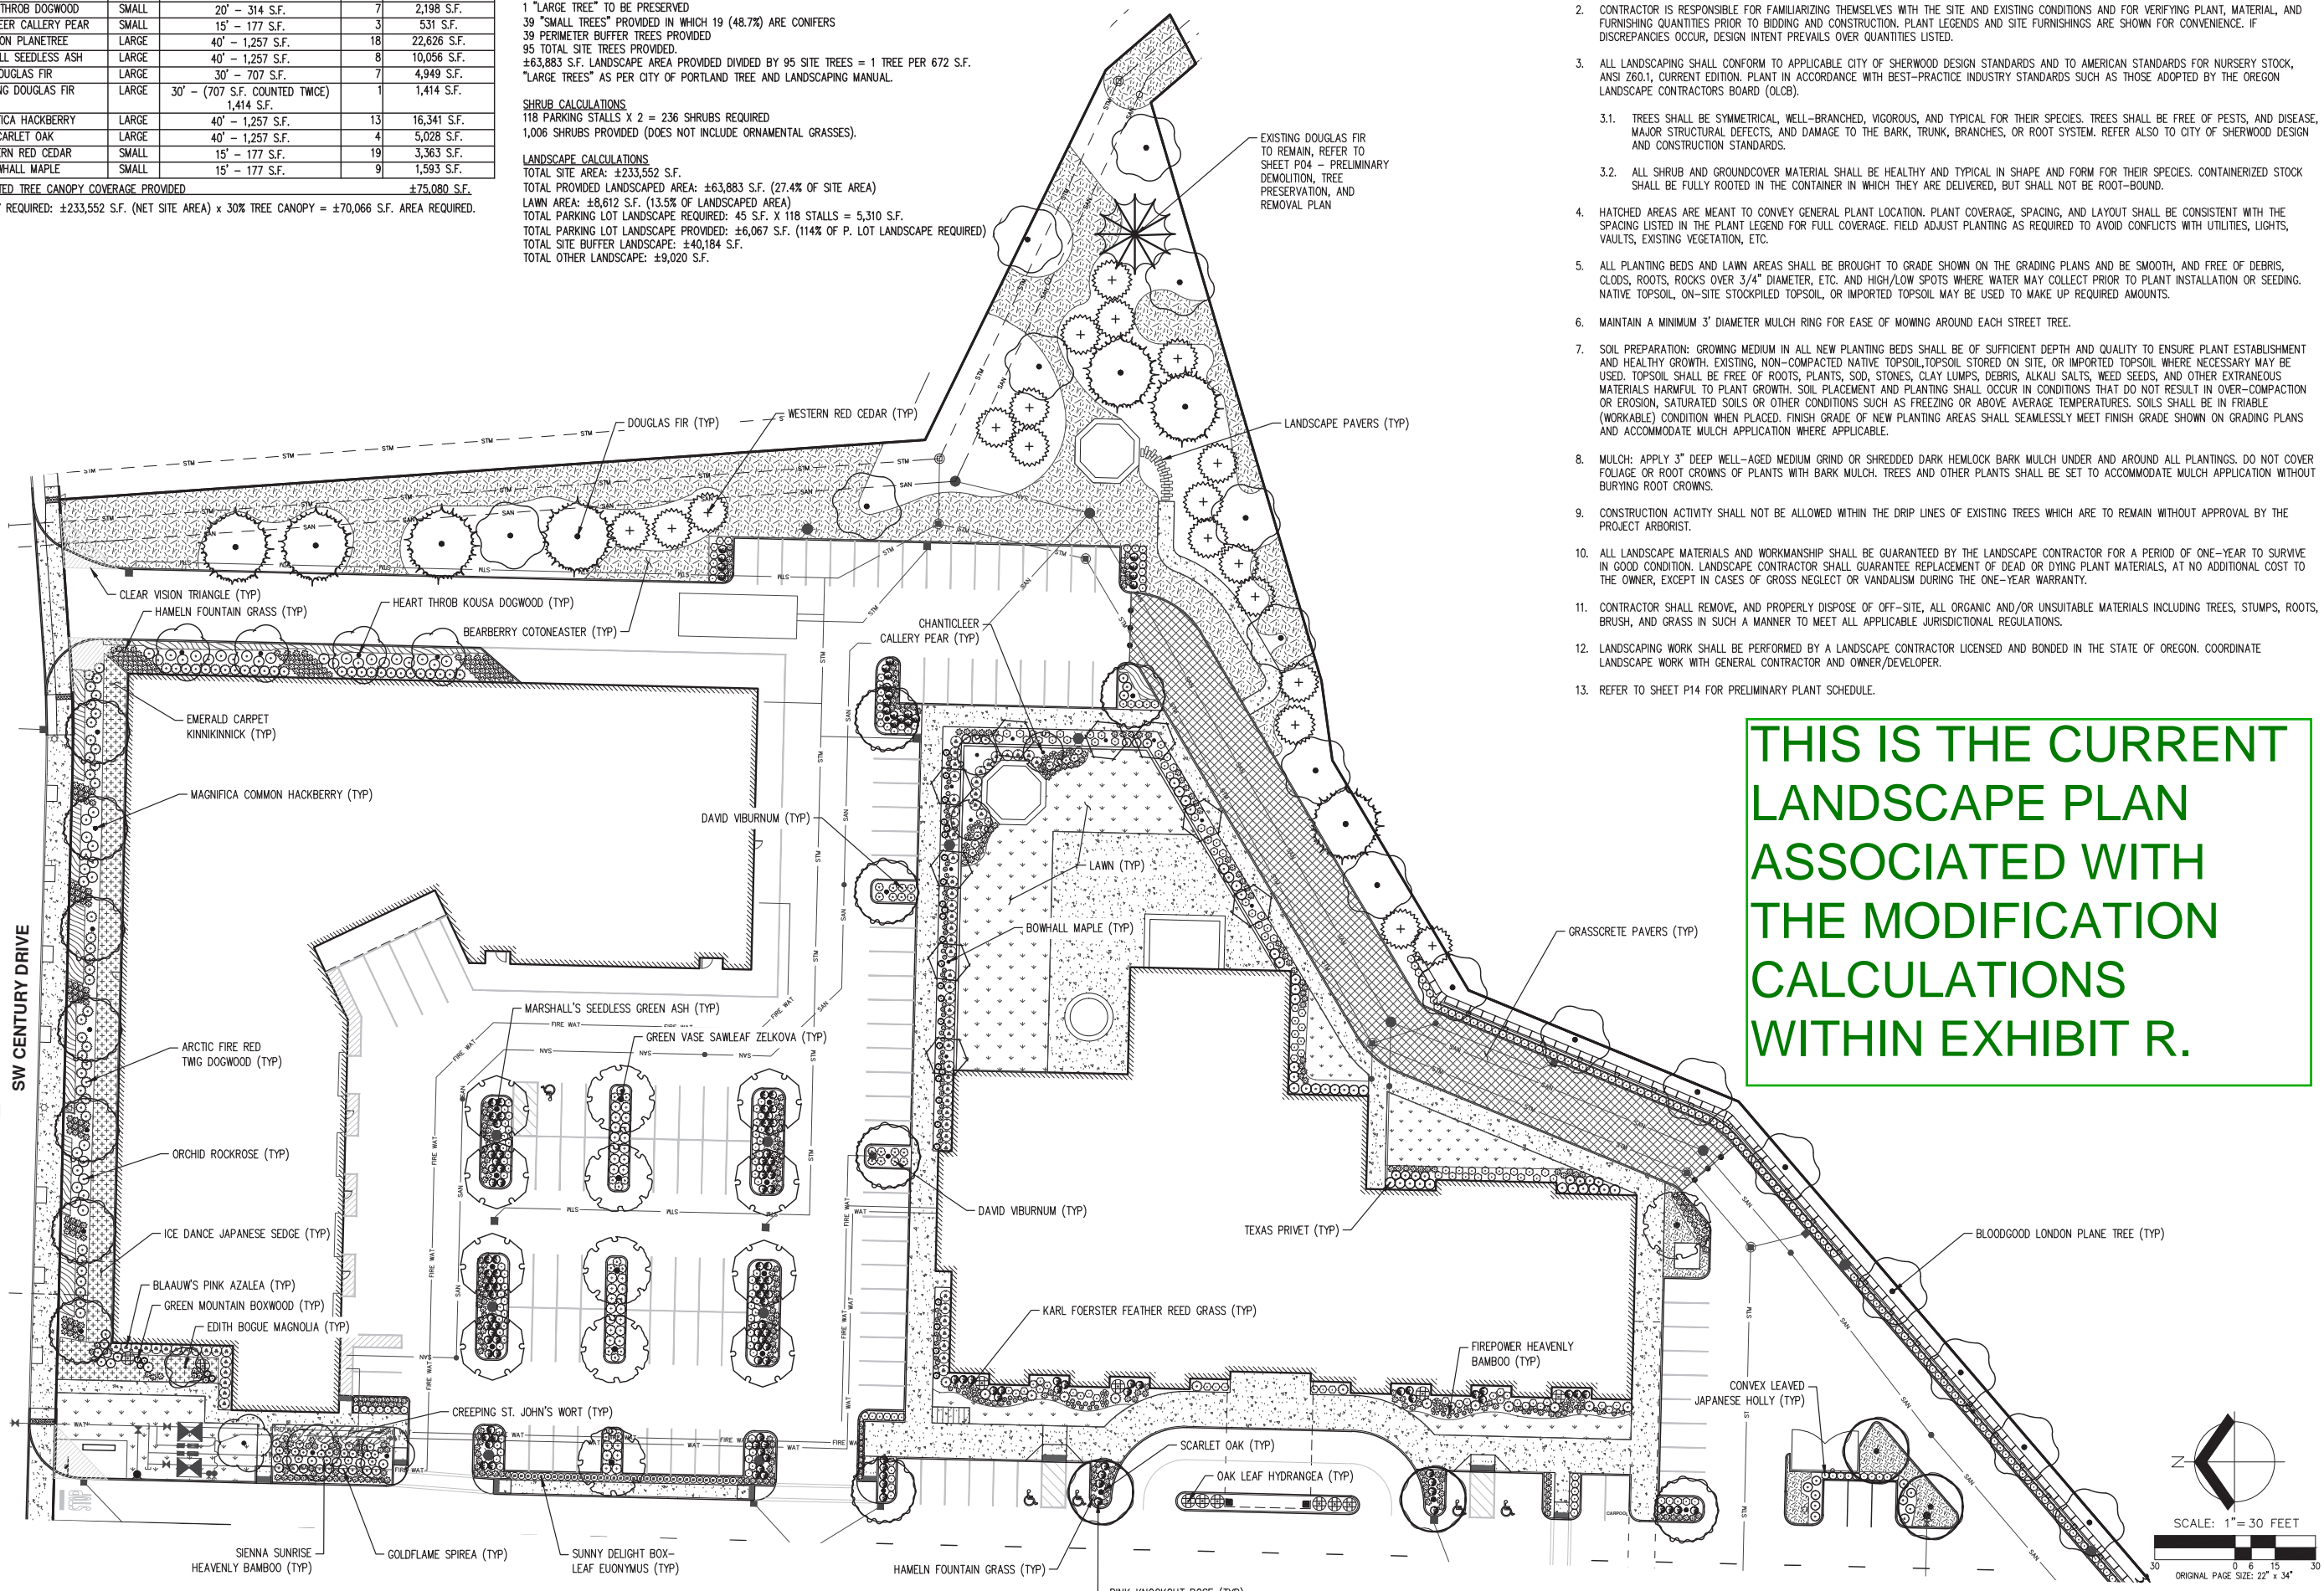 THROB DOGWOOD SMALL 20' – 314 S.F. 7 2,198 S.F.
EER CALLERY PEAR SMALL 15' – 177 S.F. 3 531 S.F.
ON PLANETREE LARGE 40' – 1,257 S.F. 18 22,626 S.F.
LL SEEDLESS ASH LARGE 40' – 1,257 S.F. 8 10,056 S.F.
OUGLAS FIR LARGE 30' – 707 S.F. 7 4,949 S.F.
NG DOUGLAS FIR LARGE 30' – (707 S.F. COUNTED TWICE) 1 1,414 S.F.
1,414 S.F.
ICA HACKBERRY LARGE 40' – 1,257 S.F. 13 16,341 S.F.
CARLET OAK LARGE 40' – 1,257 S.F. 4 5,028 S.F.
ERN RED CEDAR SMALL 15' – 177 S.F. 19 3,363 S.F.
WHALL MAPLE SMALL 15' – 177 S.F. 9 1,593 S.F.
TED TREE CANOPY COVERAGE PROVIDED ±75,080 S.F.
REQUIRED: ±233,552 S.F. (NET SITE AREA) x 30% TREE CANOPY = ±70,066 S.F. AREA REQUIRED.
1 "LARGE TREE" TO BE PRESERVED
39 "SMALL TREES" PROVIDED IN WHICH 19 (48.7%) ARE CONIFERS
39 PERIMETER BUFFER TREES PROVIDED
95 TOTAL SITE TREES PROVIDED.
±63,883 S.F. LANDSCAPE AREA PROVIDED DIVIDED BY 95 SITE TREES = 1 TREE PER 672 S.F.
"LARGE TREES" AS PER CITY OF PORTLAND TREE AND LANDSCAPING MANUAL.
SHRUB CALCULATIONS
118 PARKING STALLS X 2 = 236 SHRUBS REQUIRED
1,006 SHRUBS PROVIDED (DOES NOT INCLUDE ORNAMENTAL GRASSES).
LANDSCAPE CALCULATIONS
TOTAL SITE AREA: ±233,552 S.F.
TOTAL PROVIDED LANDSCAPED AREA: ±63,883 S.F. (27.4% OF SITE AREA)
LAWN AREA: ±8,612 S.F. (13.5% OF LANDSCAPED AREA)
TOTAL PARKING LOT LANDSCAPE REQUIRED: 45 S.F. X 118 STALLS = 5,310 S.F.
TOTAL PARKING LOT LANDSCAPE PROVIDED: ±6,067 S.F. (114% OF P. LOT LANDSCAPE REQUIRED)
TOTAL SITE BUFFER LANDSCAPE: ±40,184 S.F.
TOTAL OTHER LANDSCAPE: ±9,020 S.F.
2. CONTRACTOR IS RESPONSIBLE FOR FAMILIARIZING THEMSELVES WITH THE SITE AND EXISTING CONDITIONS AND FOR VERIFYING PLANT, MATERIAL, AND
FURNISHING QUANTITIES PRIOR TO BIDDING AND CONSTRUCTION. PLANT LEGENDS AND SITE FURNISHINGS ARE SHOWN FOR CONVENIENCE. IF
DISCREPANCIES OCCUR, DESIGN INTENT PREVAILS OVER QUANTITIES LISTED.
3. ALL LANDSCAPING SHALL CONFORM TO APPLICABLE CITY OF SHERWOOD DESIGN STANDARDS AND TO AMERICAN STANDARDS FOR NURSERY STOCK,
ANSI Z60.1, CURRENT EDITION. PLANT IN ACCORDANCE WITH BEST–PRACTICE INDUSTRY STANDARDS SUCH AS THOSE ADOPTED BY THE OREGON
LANDSCAPE CONTRACTORS BOARD (OLCB).
3.1. TREES SHALL BE SYMMETRICAL, WELL–BRANCHED, VIGOROUS, AND TYPICAL FOR THEIR SPECIES. TREES SHALL BE FREE OF PESTS, AND DISEASE,
MAJOR STRUCTURAL DEFECTS, AND DAMAGE TO THE BARK, TRUNK, BRANCHES, OR ROOT SYSTEM. REFER ALSO TO CITY OF SHERWOOD DESIGN
AND CONSTRUCTION STANDARDS.
3.2. ALL SHRUB AND GROUNDCOVER MATERIAL SHALL BE HEALTHY AND TYPICAL IN SHAPE AND FORM FOR THEIR SPECIES. CONTAINERIZED STOCK
SHALL BE FULLY ROOTED IN THE CONTAINER IN WHICH THEY ARE DELIVERED, BUT SHALL NOT BE ROOT–BOUND.
4. HATCHED AREAS ARE MEANT TO CONVEY GENERAL PLANT LOCATION. PLANT COVERAGE, SPACING, AND LAYOUT SHALL BE CONSISTENT WITH THE
SPACING LISTED IN THE PLANT LEGEND FOR FULL COVERAGE. FIELD ADJUST PLANTING AS REQUIRED TO AVOID CONFLICTS WITH UTILITIES, LIGHTS,
VAULTS, EXISTING VEGETATION, ETC.
5. ALL PLANTING BEDS AND LAWN AREAS SHALL BE BROUGHT TO GRADE SHOWN ON THE GRADING PLANS AND BE SMOOTH, AND FREE OF DEBRIS,
CLODS, ROOTS, ROCKS OVER 3/4" DIAMETER, ETC. AND HIGH/LOW SPOTS WHERE WATER MAY COLLECT PRIOR TO PLANT INSTALLATION OR SEEDING.
NATIVE TOPSOIL, ON–SITE STOCKPILED TOPSOIL, OR IMPORTED TOPSOIL MAY BE USED TO MAKE UP REQUIRED AMOUNTS.
6. MAINTAIN A MINIMUM 3' DIAMETER MULCH RING FOR EASE OF MOWING AROUND EACH STREET TREE.
7. SOIL PREPARATION: GROWING MEDIUM IN ALL NEW PLANTING BEDS SHALL BE OF SUFFICIENT DEPTH AND QUALITY TO ENSURE PLANT ESTABLISHMENT
AND HEALTHY GROWTH. EXISTING, NON–COMPACTED NATIVE TOPSOIL,TOPSOIL STORED ON SITE, OR IMPORTED TOPSOIL WHERE NECESSARY MAY BE
USED. TOPSOIL SHALL BE FREE OF ROOTS, PLANTS, SOD, STONES, CLAY LUMPS, DEBRIS, ALKALI SALTS, WEED SEEDS, AND OTHER EXTRANEOUS
MATERIALS HARMFUL TO PLANT GROWTH. SOIL PLACEMENT AND PLANTING SHALL OCCUR IN CONDITIONS THAT DO NOT RESULT IN OVER–COMPACTION
OR EROSION, SATURATED SOILS OR OTHER CONDITIONS SUCH AS FREEZING OR ABOVE AVERAGE TEMPERATURES. SOILS SHALL BE IN FRIABLE
(WORKABLE) CONDITION WHEN PLACED. FINISH GRADE OF NEW PLANTING AREAS SHALL SEAMLESSLY MEET FINISH GRADE SHOWN ON GRADING PLANS
AND ACCOMMODATE MULCH APPLICATION WHERE APPLICABLE.
8. MULCH: APPLY 3" DEEP WELL–AGED MEDIUM GRIND OR SHREDDED DARK HEMLOCK BARK MULCH UNDER AND AROUND ALL PLANTINGS. DO NOT COVER
FOLIAGE OR ROOT CROWNS OF PLANTS WITH BARK MULCH. TREES AND OTHER PLANTS SHALL BE SET TO ACCOMMODATE MULCH APPLICATION WITHOUT
BURYING ROOT CROWNS.
9. CONSTRUCTION ACTIVITY SHALL NOT BE ALLOWED WITHIN THE DRIP LINES OF EXISTING TREES WHICH ARE TO REMAIN WITHOUT APPROVAL BY THE
PROJECT ARBORIST.
10. ALL LANDSCAPE MATERIALS AND WORKMANSHIP SHALL BE GUARANTEED BY THE LANDSCAPE CONTRACTOR FOR A PERIOD OF ONE–YEAR TO SURVIVE
IN GOOD CONDITION. LANDSCAPE CONTRACTOR SHALL GUARANTEE REPLACEMENT OF DEAD OR DYING PLANT MATERIALS, AT NO ADDITIONAL COST TO
THE OWNER, EXCEPT IN CASES OF GROSS NEGLECT OR VANDALISM DURING THE ONE–YEAR WARRANTY.
11. CONTRACTOR SHALL REMOVE, AND PROPERLY DISPOSE OF OFF–SITE, ALL ORGANIC AND/OR UNSUITABLE MATERIALS INCLUDING TREES, STUMPS, ROOTS,
BRUSH, AND GRASS IN SUCH A MANNER TO MEET ALL APPLICABLE JURISDICTIONAL REGULATIONS.
12. LANDSCAPING WORK SHALL BE PERFORMED BY A LANDSCAPE CONTRACTOR LICENSED AND BONDED IN THE STATE OF OREGON. COORDINATE
LANDSCAPE WORK WITH GENERAL CONTRACTOR AND OWNER/DEVELOPER.
13. REFER TO SHEET P14 FOR PRELIMINARY PLANT SCHEDULE.
THIS IS THE CURRENT
LANDSCAPE PLAN
ASSOCIATED WITH
THE MODIFICATION
CALCULATIONS
WITHIN EXHIBIT R.
EXISTING DOUGLAS FIR
TO REMAIN, REFER TO
SHEET P04 – PRELIMINARY
DEMOLITION, TREE
PRESERVATION, AND
REMOVAL PLAN
DOUGLAS FIR (TYP)
WESTERN RED CEDAR (TYP)
LANDSCAPE PAVERS (TYP)
CLEAR VISION TRIANGLE (TYP)
HAMELN FOUNTAIN GRASS (TYP)
HEART THROB KOUSA DOGWOOD (TYP)
BEARBERRY COTONEASTER (TYP)
CHANTICLEER
CALLERY PEAR (TYP)
EMERALD CARPET
KINNIKINNICK (TYP)
MAGNIFICA COMMON HACKBERRY (TYP)
DAVID VIBURNUM (TYP)
LAWN (TYP)
BOWHALL MAPLE (TYP)
GRASSCRETE PAVERS (TYP)
SW CENTURY DRIVE
MARSHALL'S SEEDLESS GREEN ASH (TYP)
GREEN VASE SAWLEAF ZELKOVA (TYP)
ARCTIC FIRE RED
TWIG DOGWOOD (TYP)
ORCHID ROCKROSE (TYP)
DAVID VIBURNUM (TYP)
TEXAS PRIVET (TYP)
ICE DANCE JAPANESE SEDGE (TYP)
BLOODGOOD LONDON PLANE TREE (TYP)
BLAAUW'S PINK AZALEA (TYP)
GREEN MOUNTAIN BOXWOOD (TYP)
EDITH BOGUE MAGNOLIA (TYP)
KARL FOERSTER FEATHER REED GRASS (TYP)
FIREPOWER HEAVENLY
BAMBOO (TYP)
CONVEX LEAVED
JAPANESE HOLLY (TYP)
CREEPING ST. JOHN'S WORT (TYP)
SCARLET OAK (TYP)
OAK LEAF HYDRANGEA (TYP)
CARPOOL
SIENNA SUNRISE
HEAVENLY BAMBOO (TYP)
GOLDFLAME SPIREA (TYP)
SUNNY DELIGHT BOX–
LEAF EUONYMUS (TYP)
HAMELN FOUNTAIN GRASS (TYP)
PINK KNOCKOUT ROSE (TYP)
N
SCALE: 1"= 30 FEET
30 0 6 15 30
ORIGINAL PAGE SIZE: 22" x 34"